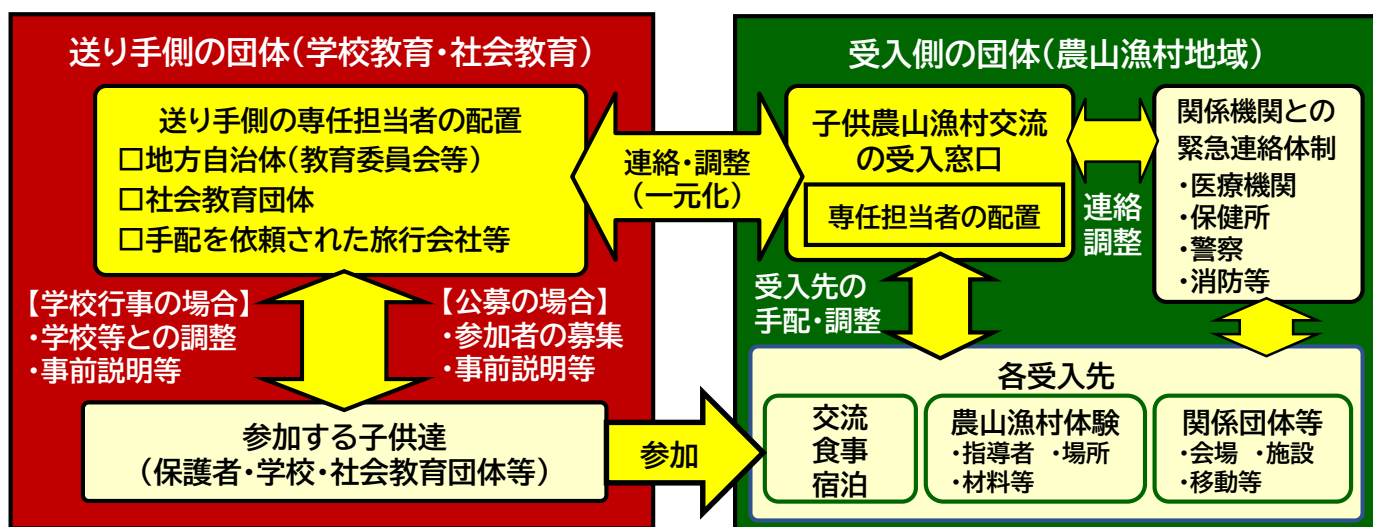 送り手側の団体(学校教育・社会教育)
送り手側の専任担当者の配置
□地方自治体(教育委員会等)
□社会教育団体
□手配を依頼された旅行会社等
【学校行事の場合】
・学校等との調整
・事前説明等
【公募の場合】
・参加者の募集
・事前説明等
参加する子供達
(保護者・学校・社会教育団体等)
連絡・調整
(一元化)
参加
受入側の団体(農山漁村地域)
子供農山漁村交流
の受入窓口
専任担当者の配置
連絡
調整
関係機関との
緊急連絡体制
・医療機関
・保健所
・警察
・消防等
受入先の
手配・調整
各受入先
交流
食事
宿泊
農山漁村体験
・指導者 ・場所
・材料等
関係団体等
・会場 ・施設
・移動等